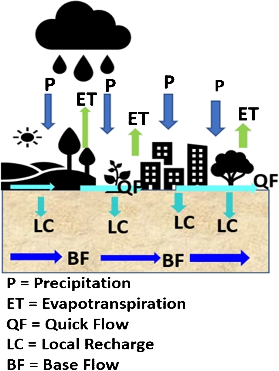 P P P P
ET ET ET
QF QF
LC LC LC LC
BF BF
P = Precipitation
ET = Evapotranspiration
QF = Quick Flow
LC = Local Recharge
BF = Base Flow